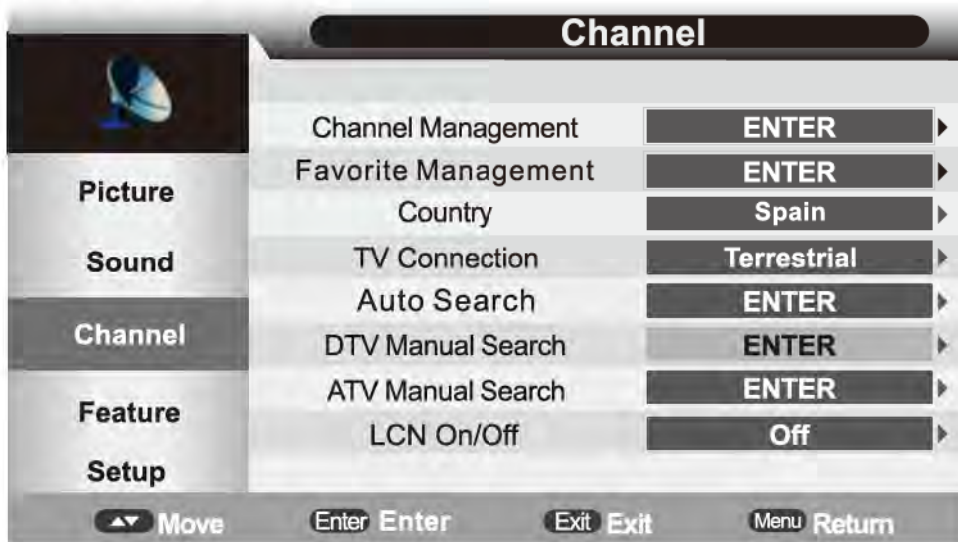 Channel
Picture
Sound
Channel
Feature
Setup
Channel Management ENTER
Favorite Management ENTER
Country Spain
TV Connection Terrestrial
Auto Search ENTER
DTV Manual Search ENTER
ATV Manual Search ENTER
LCN On/Off Off
Move Enter Enter Exit Exit Menu Return